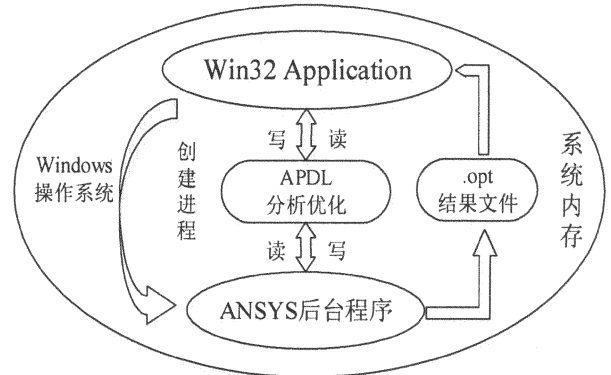 Win32 Application
写 读
Windows
操作系统
创建进程
APDL
分析优化
.opt
结果文件
系统内存
读 写
ANSYS后台程序